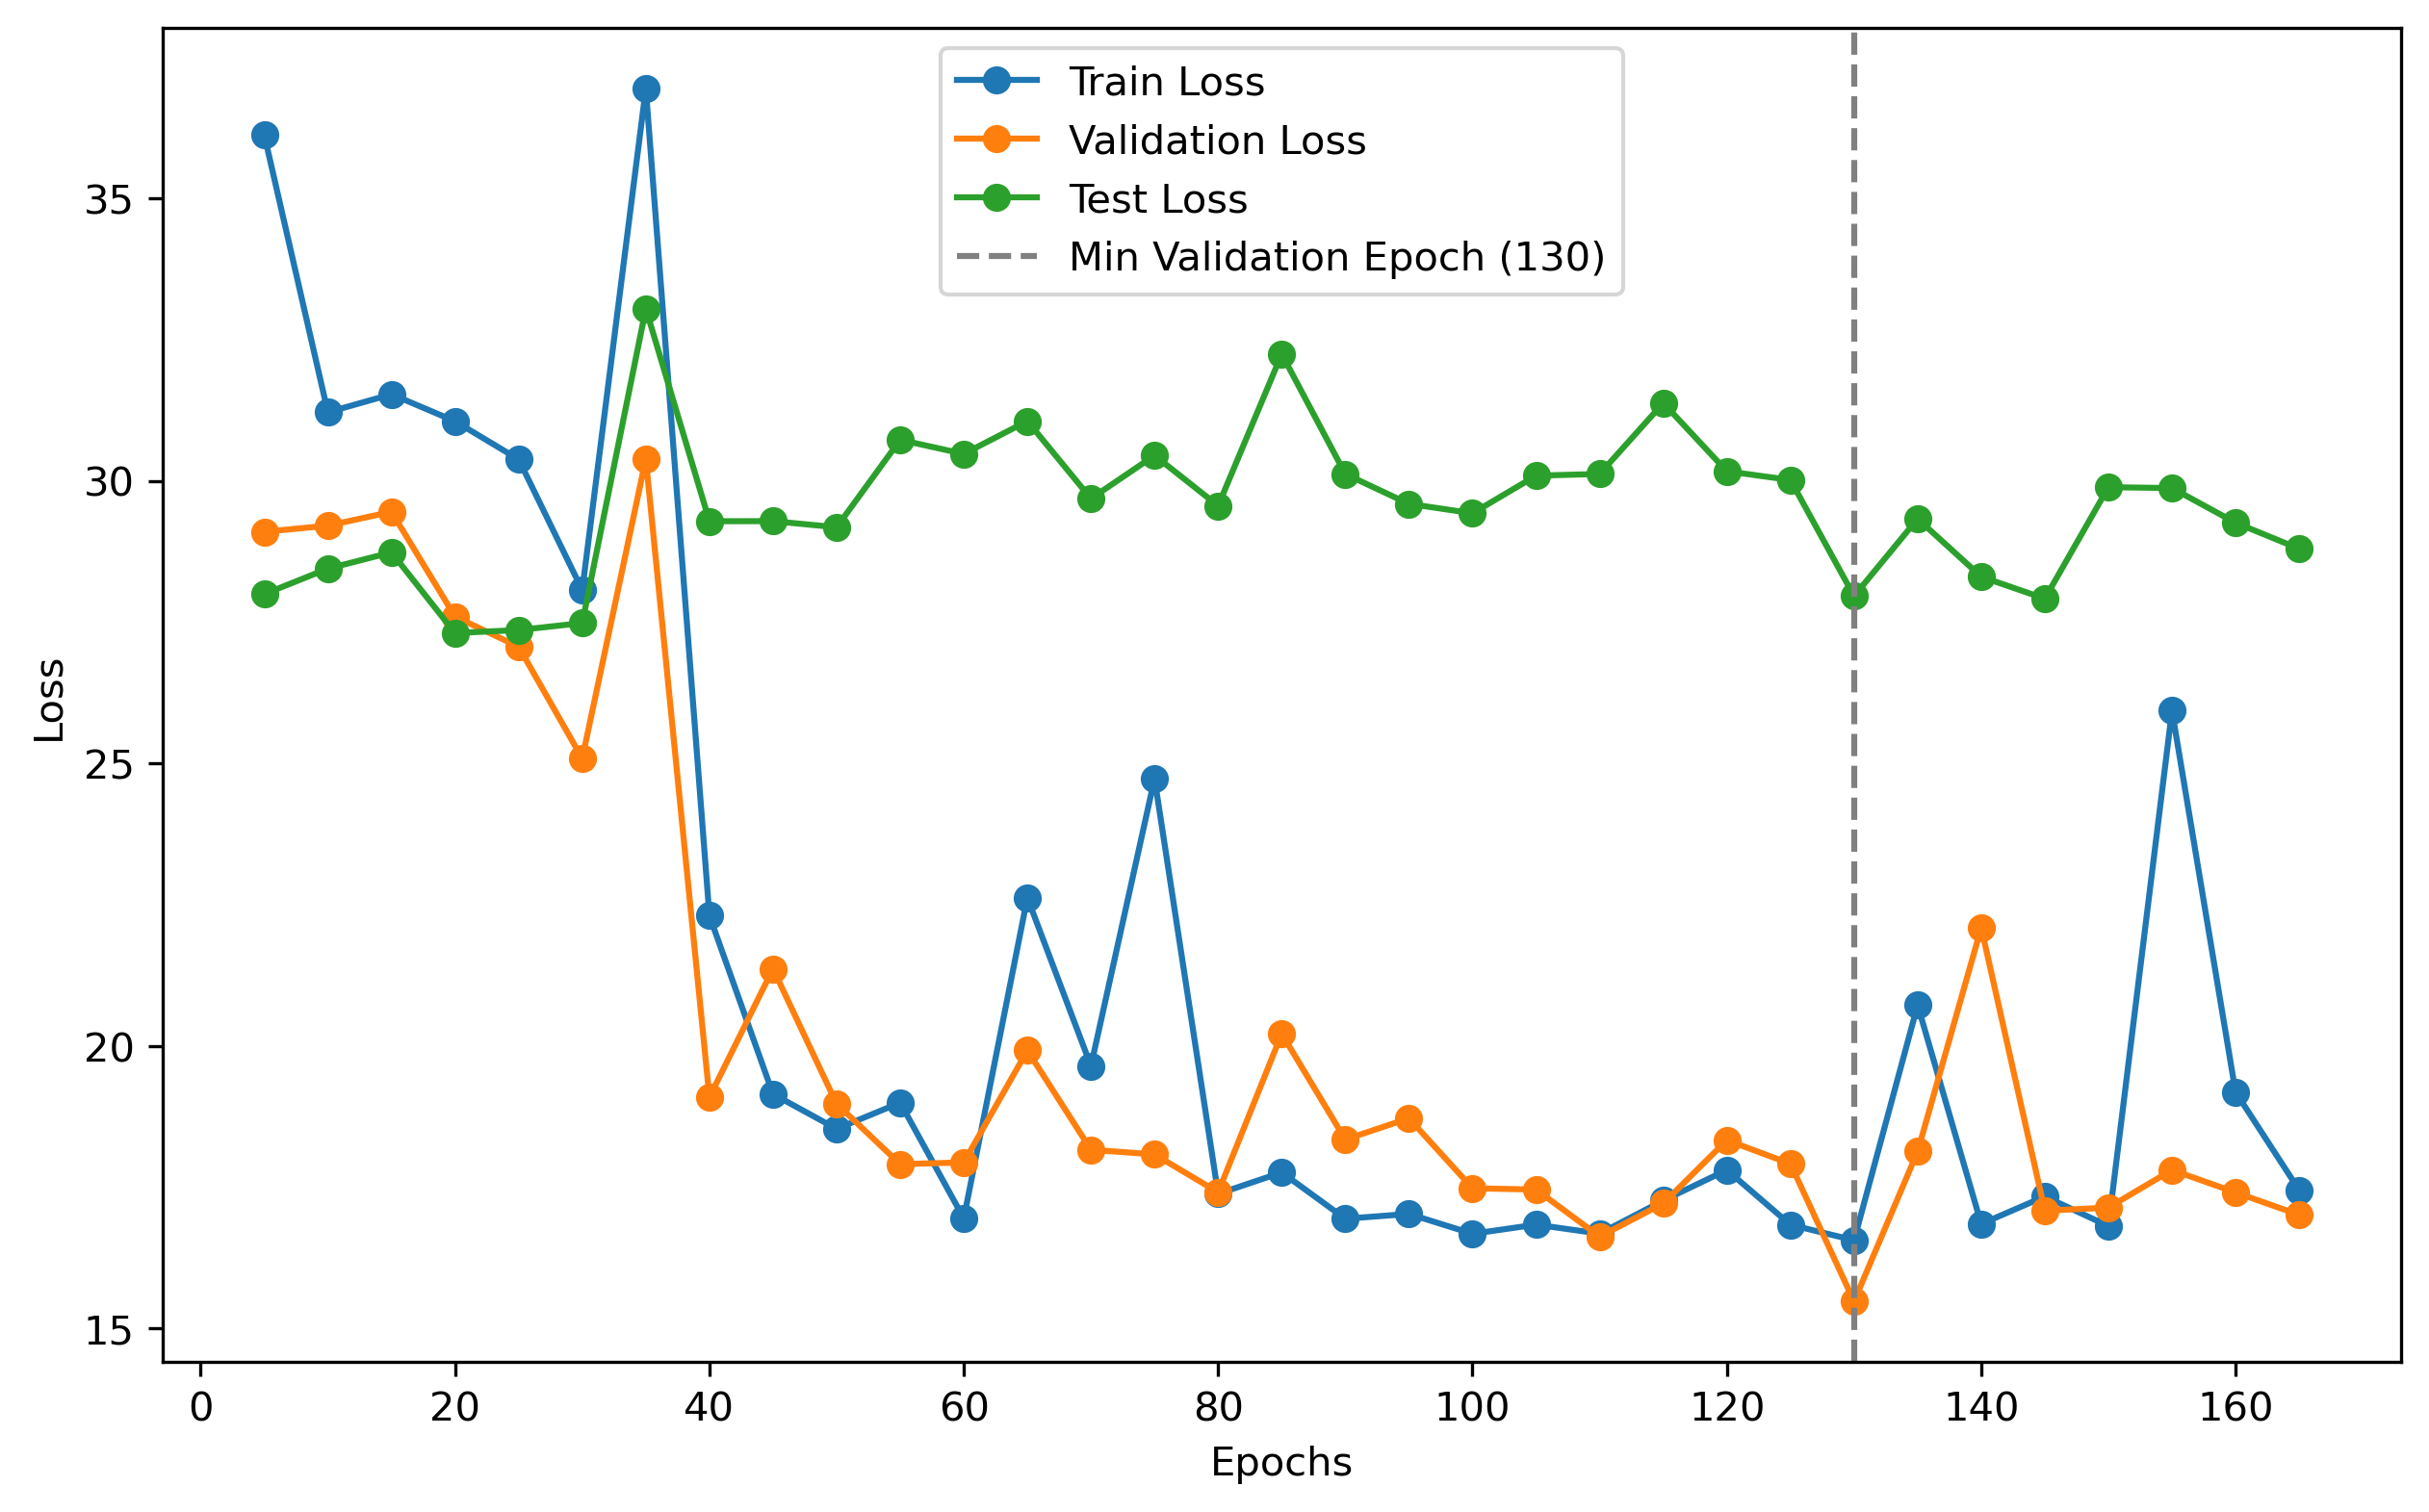 Train Loss
Validation Loss
Test Loss
Min Validation Epoch (130)
35
30
25
20
15
Loss
0 20 40 60 80 100 120 140 160
Epochs